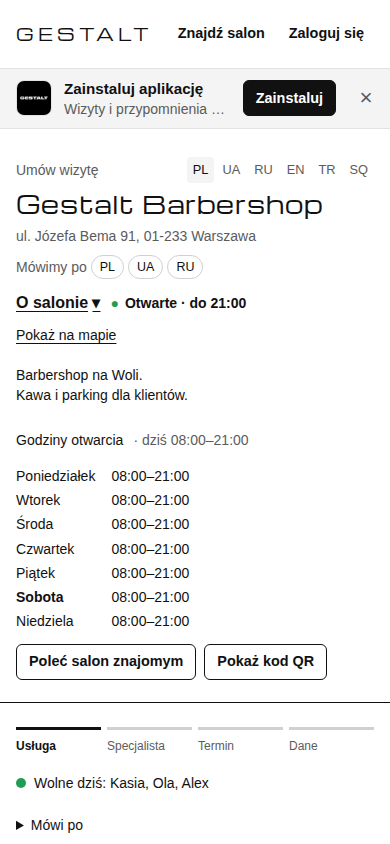 GESTALT Znajdź salon Zaloguj się
GESTALT
Zainstaluj aplikację
Wizyty i przypomnienia …
Zainstaluj ×
Umów wizytę PL UA RU EN TR SQ
Gestalt Barbershop
ul. Józefa Bema 91, 01-233 Warszawa
Mówimy po PL UA RU
O salonie ▾ ● Otwarte · do 21:00
Pokaż na mapie
Barbershop na Woli.
Kawa i parking dla klientów.
Godziny otwarcia · dziś 08:00–21:00
Poniedziałek 08:00–21:00
Wtorek 08:00–21:00
Środa 08:00–21:00
Czwartek 08:00–21:00
Piątek 08:00–21:00
Sobota 08:00–21:00
Niedziela 08:00–21:00
Poleć salon znajomym Pokaż kod QR
Usługa Specjalista Termin Dane
Wolne dziś: Kasia, Ola, Alex
▶ Mówi po